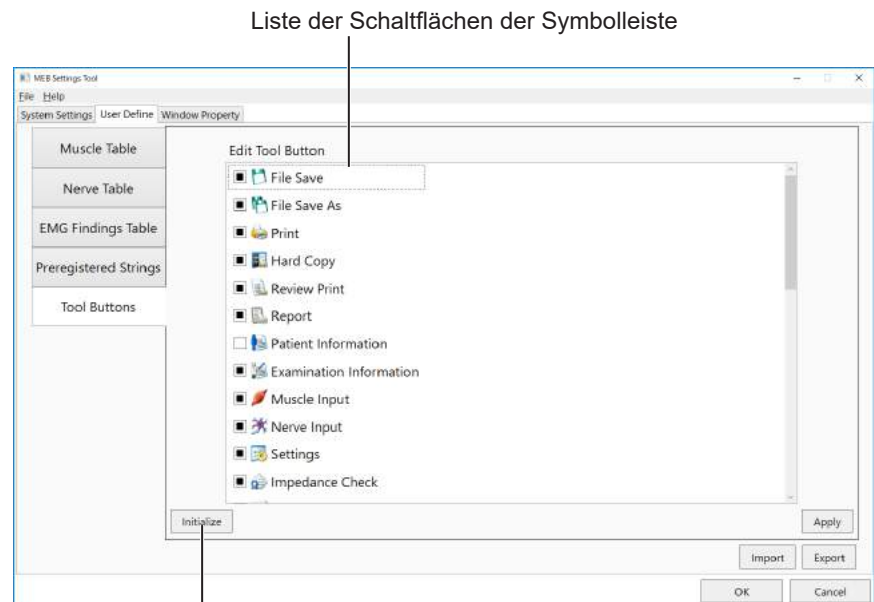 Liste der Schaltflächen der Symbolleiste
MEB Settings Tool
File Help
System Settings User Define Window Property
Muscle Table
Nerve Table
EMG Findings Table
Preregistered Strings
Tool Buttons
Edit Tool Button
File Save
File Save As
Print
Hard Copy
Review Print
Report
Patient Information
Examination Information
Muscle Input
Nerve Input
Settings
Impedance Check
Initialize Apply
Import Export
OK Cancel